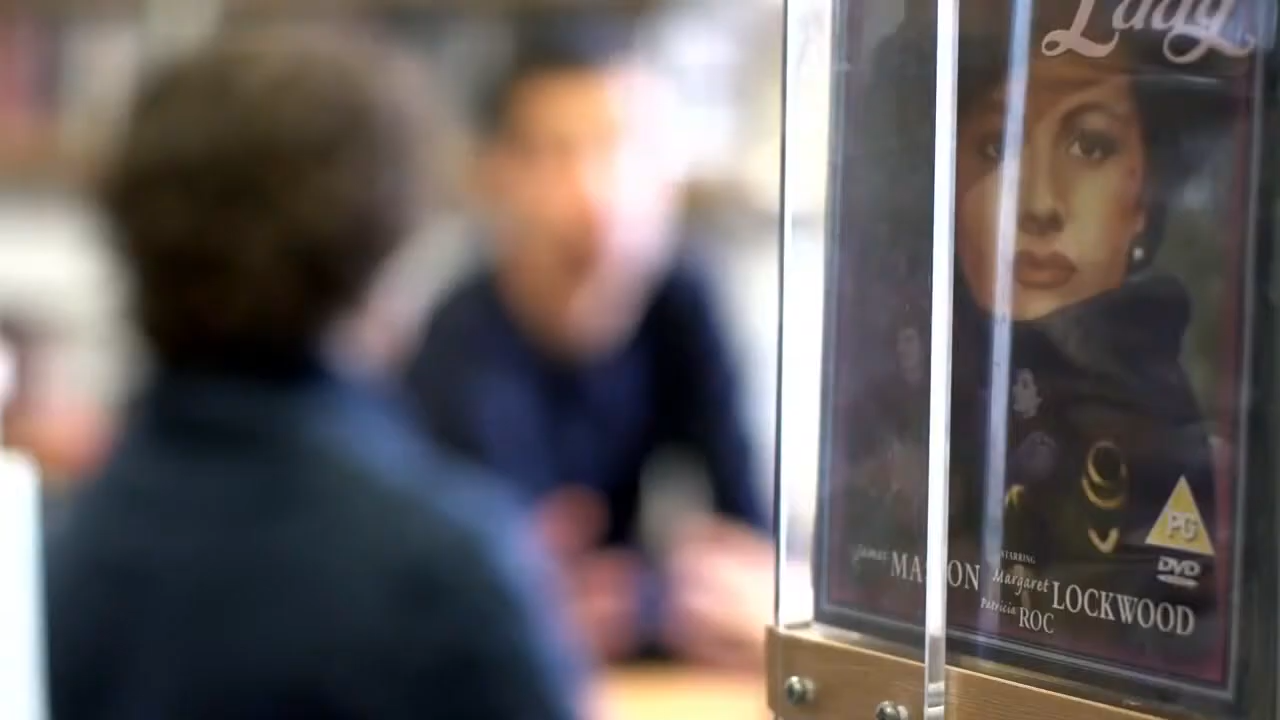 Lady
PG
DVD
STARRING
James MASON Margaret LOCKWOOD
Patricia ROC